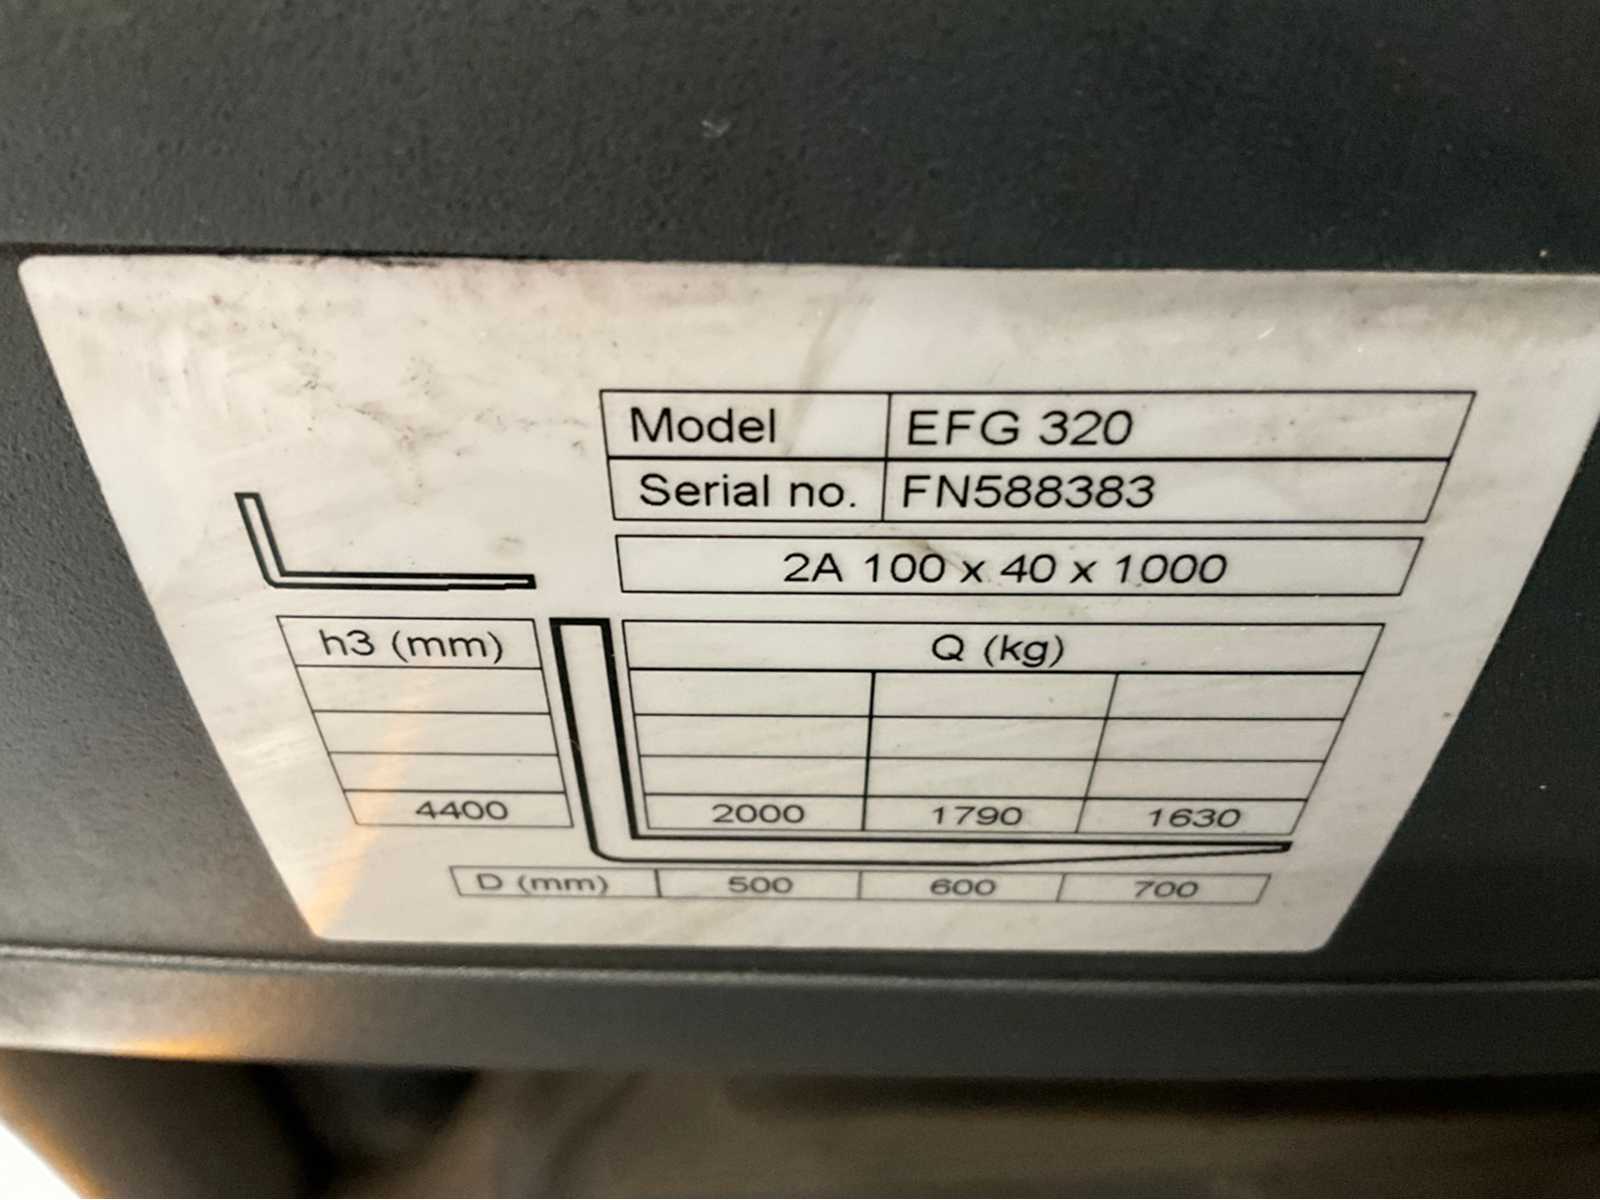 Model EFG 320
Serial no. FN588383
2A 100 x 40 x 1000
h3 (mm) Q (kg)
4400 2000 1790 1630
D (mm) 500 600 700